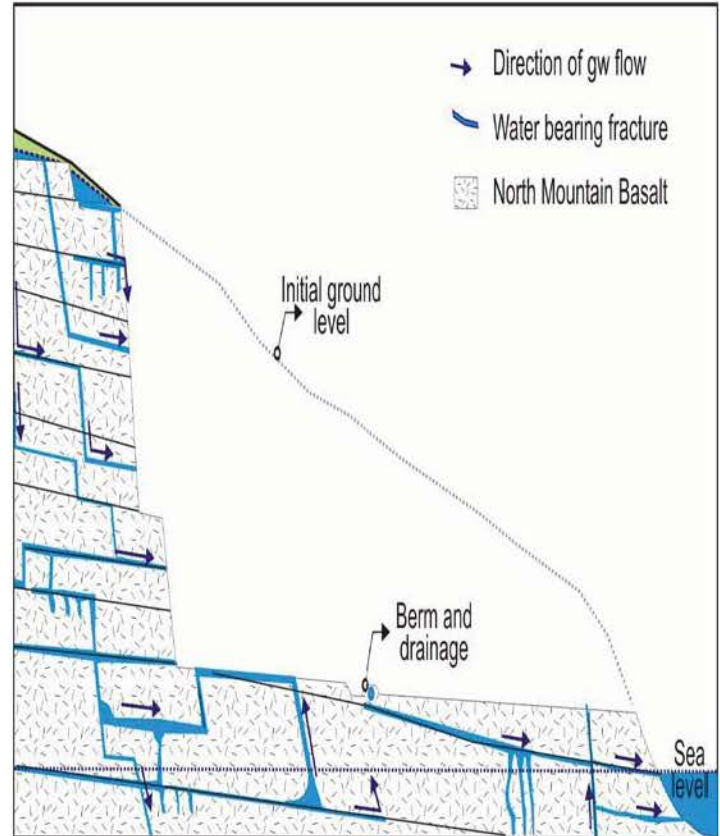 Direction of gw flow
Water bearing fracture
North Mountain Basalt
Initial ground
level
Berm and
drainage
Sea
level